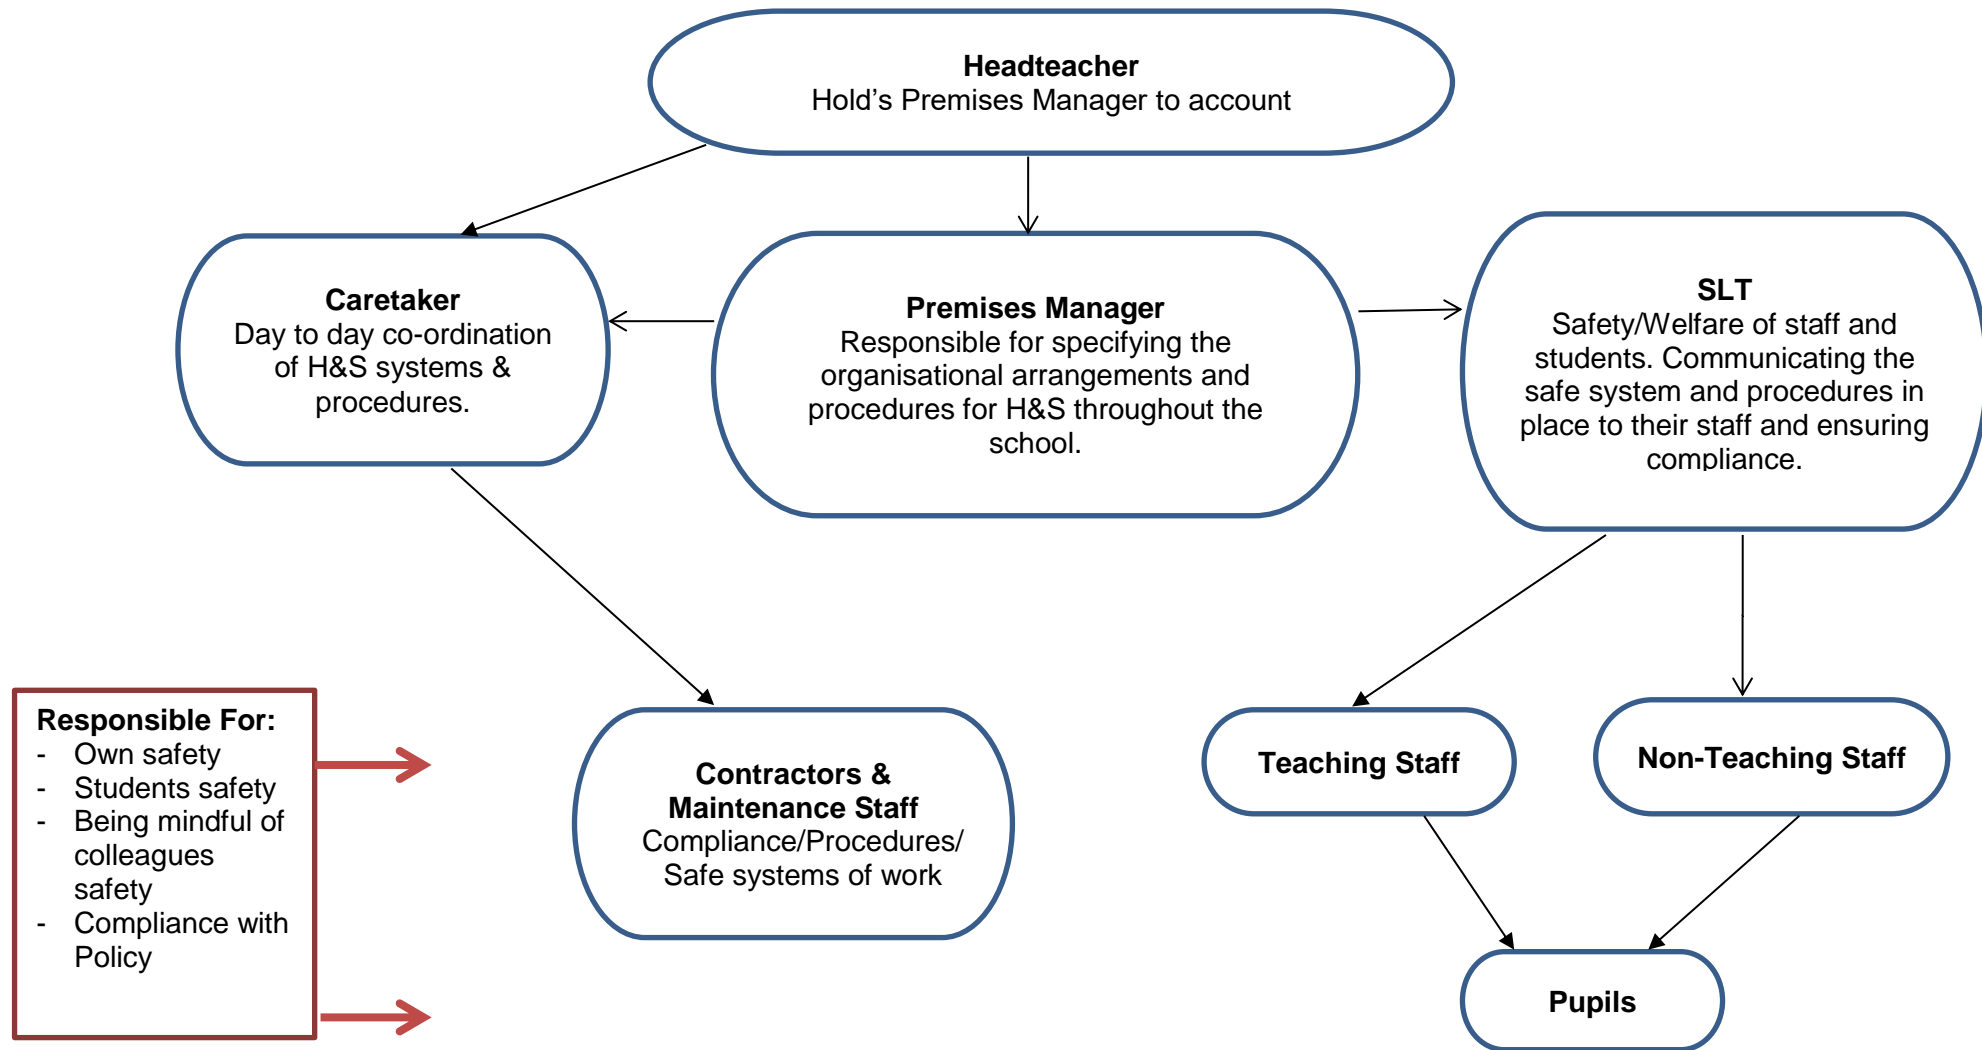 Headteacher
Hold's Premises Manager to account
Caretaker
Day to day co-ordination
of H&S systems &
procedures.
Premises Manager
Responsible for specifying the
organisational arrangements and
procedures for H&S throughout the
school.
SLT
Safety/Welfare of staff and
students. Communicating the
safe system and procedures in
place to their staff and ensuring
compliance.
Responsible For:
- Own safety
- Students safety
- Being mindful of
colleagues
safety
- Compliance with
Policy
Contractors &
Maintenance Staff
Compliance/Procedures/
Safe systems of work
Teaching Staff
Non-Teaching Staff
Pupils